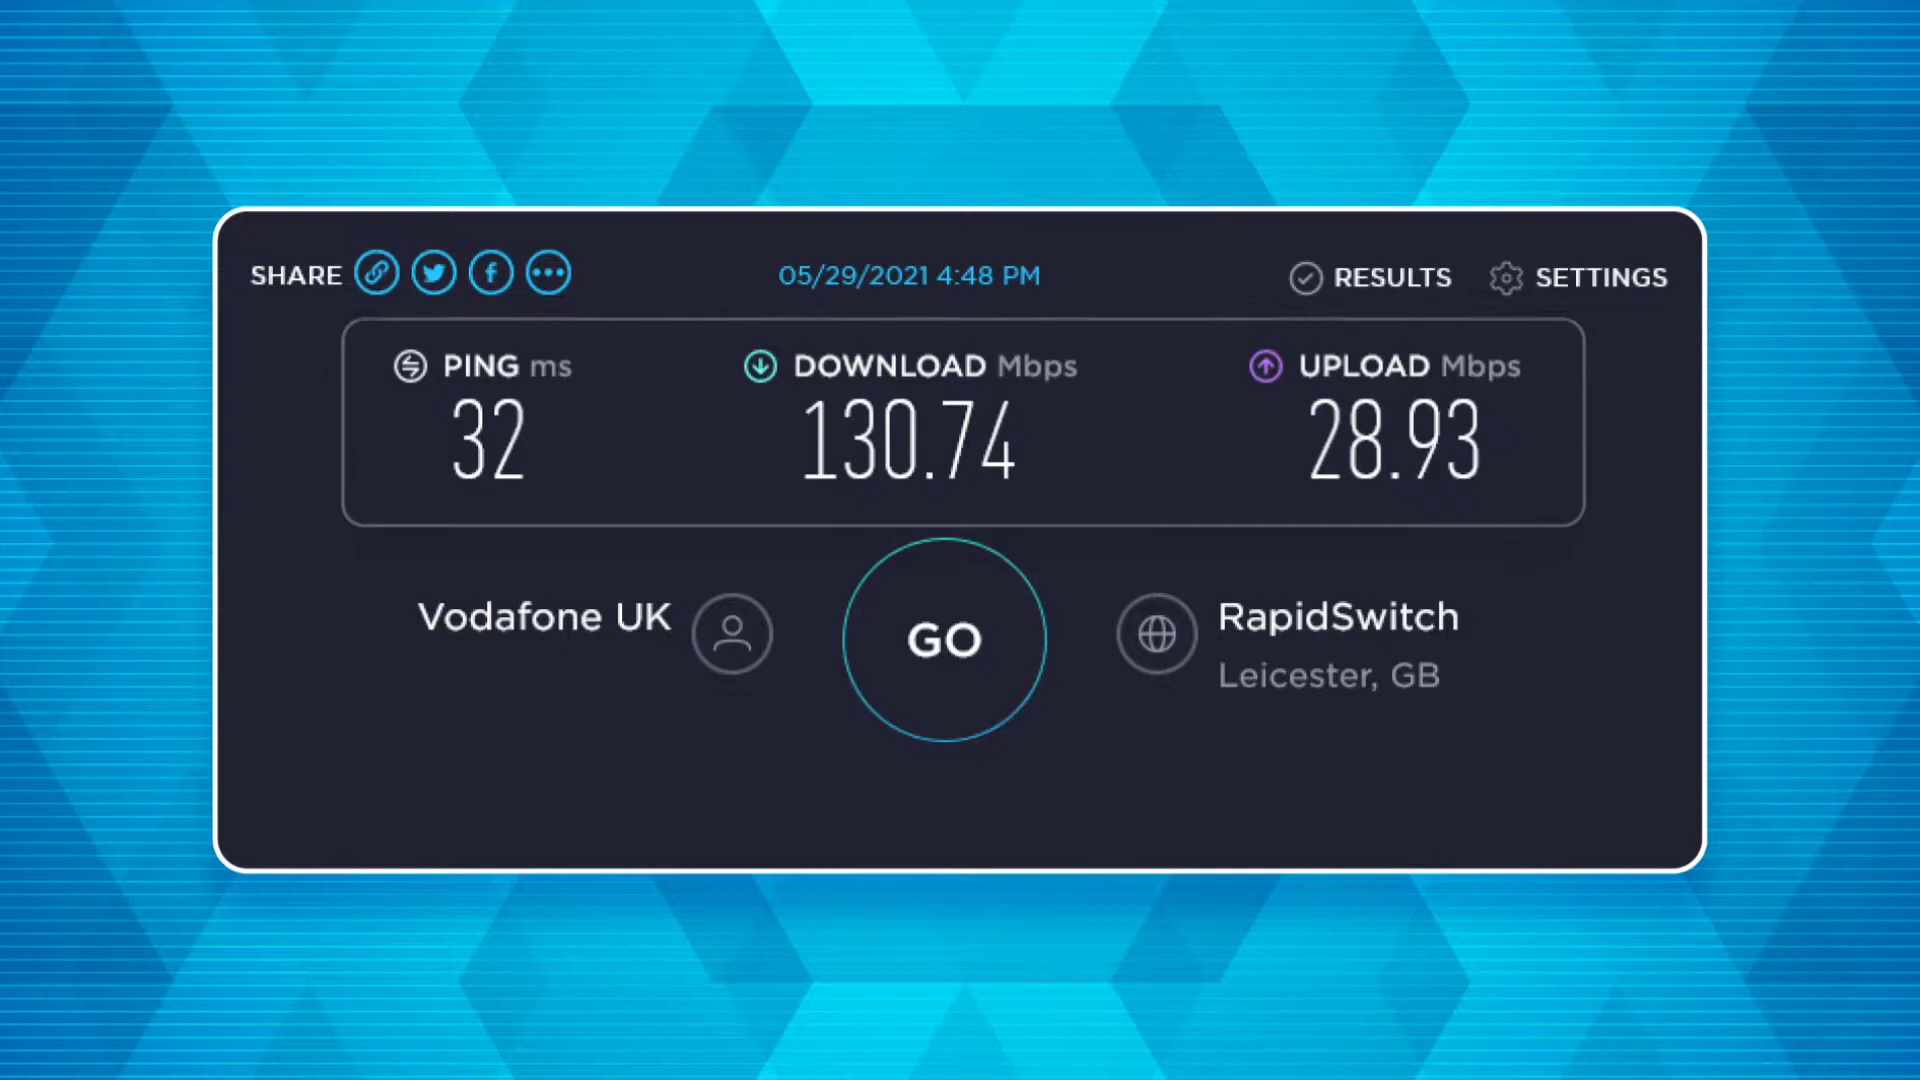 SHARE
05/29/2021 4:48 PM
RESULTS
SETTINGS
PING ms
DOWNLOAD Mbps
UPLOAD Mbps
32
130.74
28.93
Vodafone UK
GO
RapidSwitch
Leicester, GB